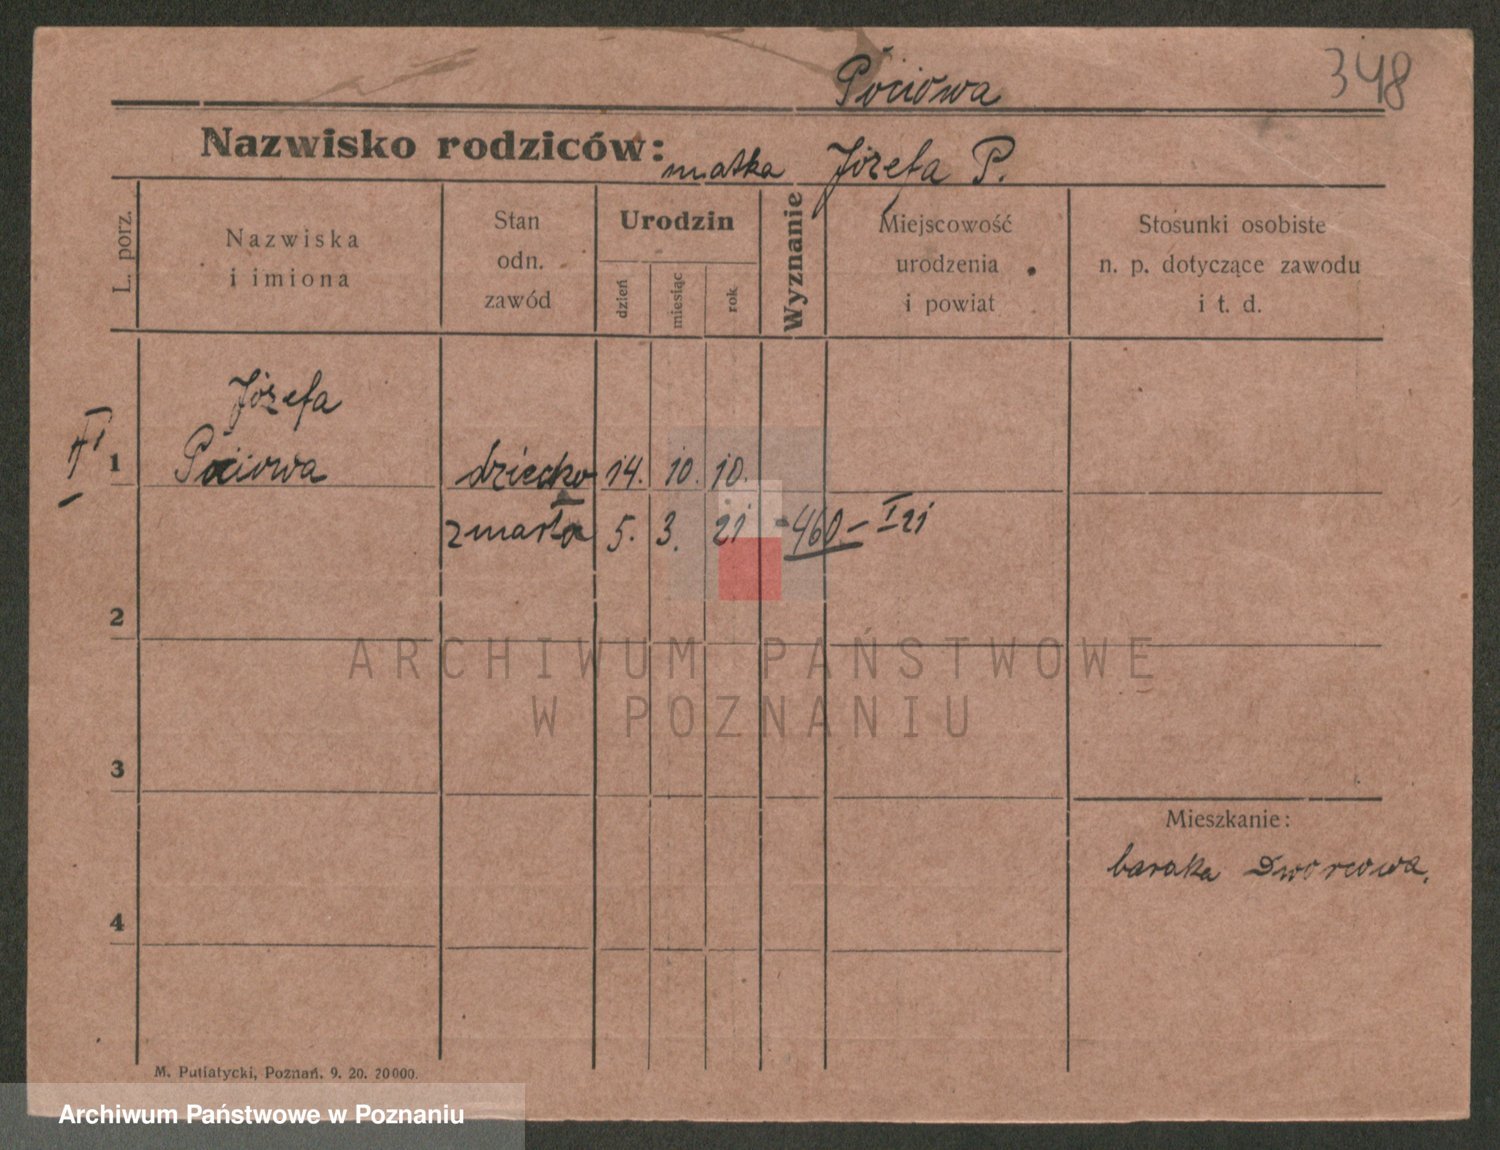 348
Pociowa
Nazwisko rodziców: matka Józefa P.
L. porz.
Nazwiska
i imiona
Stan
odn.
zawód
Urodzin
dzień
miesiąc
rok
Wyznanie
Miejscowość
urodzenia
i powiat
Stosunki osobiste
n. p. dotyczące zawodu
i t. d.
Józefa
1 Pociowa dziecko 14. 10. 10.
zmarła 5. 3. 21 - 460 - I 21
2
ARCHIWUM PAŃSTWOWE
W POZNANIU
3
Mieszkanie:
baraka Dworcowa.
4
M. Putiatycki, Poznań, 9. 20. 20000.
Archiwum Państwowe w Poznaniu